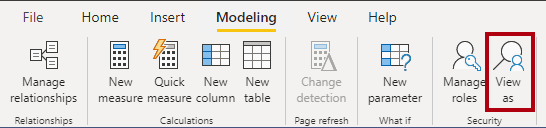 File Home Insert Modeling View Help
Manage relationships
New measure
Quick measure
New column
New table
Change detection
New parameter
Manage roles
View as
Relationships Calculations Page refresh What if Security